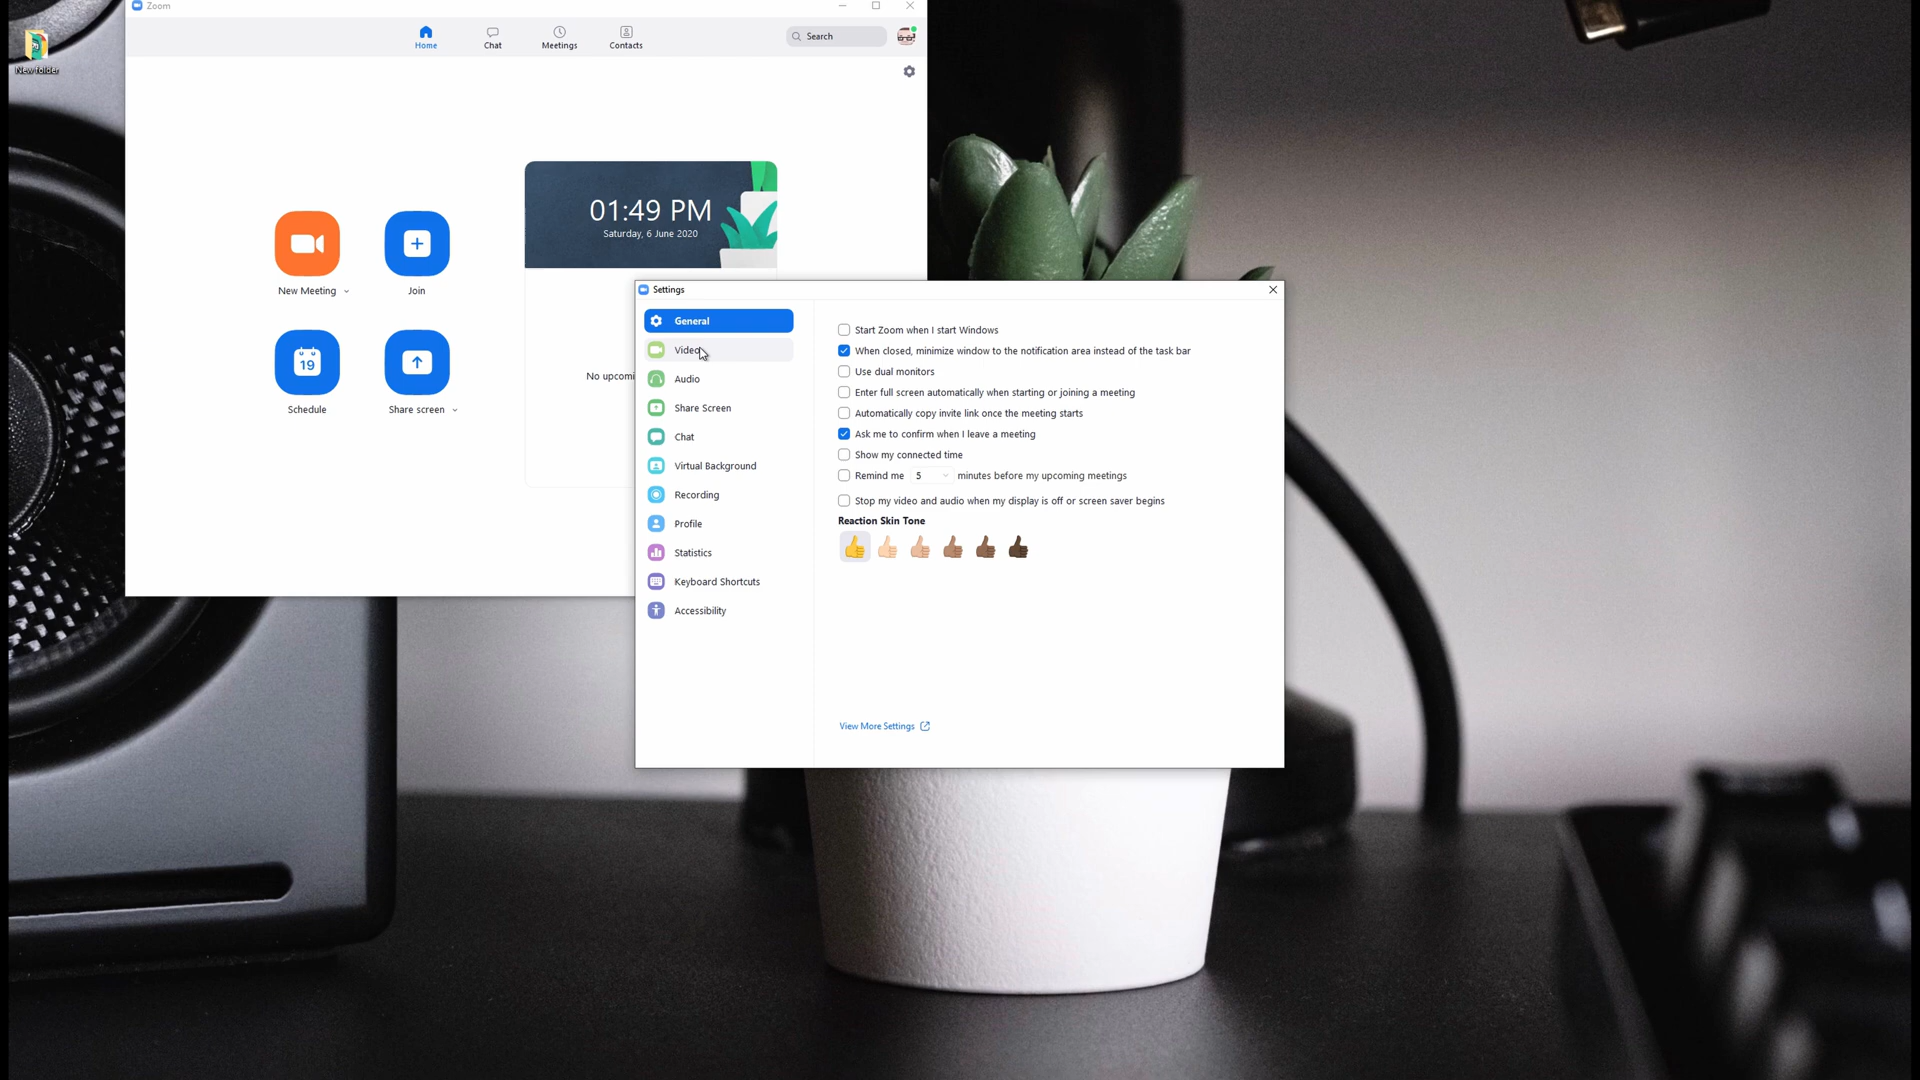 Zoom
Home
Chat
Meetings
Contacts
Search
New folder
01:49 PM
Saturday, 6 June 2020
New Meeting
Join
19
Schedule
Share screen
No upcomi
Settings
General
Video
Audio
Share Screen
Chat
Virtual Background
Recording
Profile
Statistics
Keyboard Shortcuts
Accessibility
Start Zoom when I start Windows
When closed, minimize window to the notification area instead of the task bar
Use dual monitors
Enter full screen automatically when starting or joining a meeting
Automatically copy invite link once the meeting starts
Ask me to confirm when I leave a meeting
Show my connected time
Remind me 5 minutes before my upcoming meetings
Stop my video and audio when my display is off or screen saver begins
Reaction Skin Tone
View More Settings